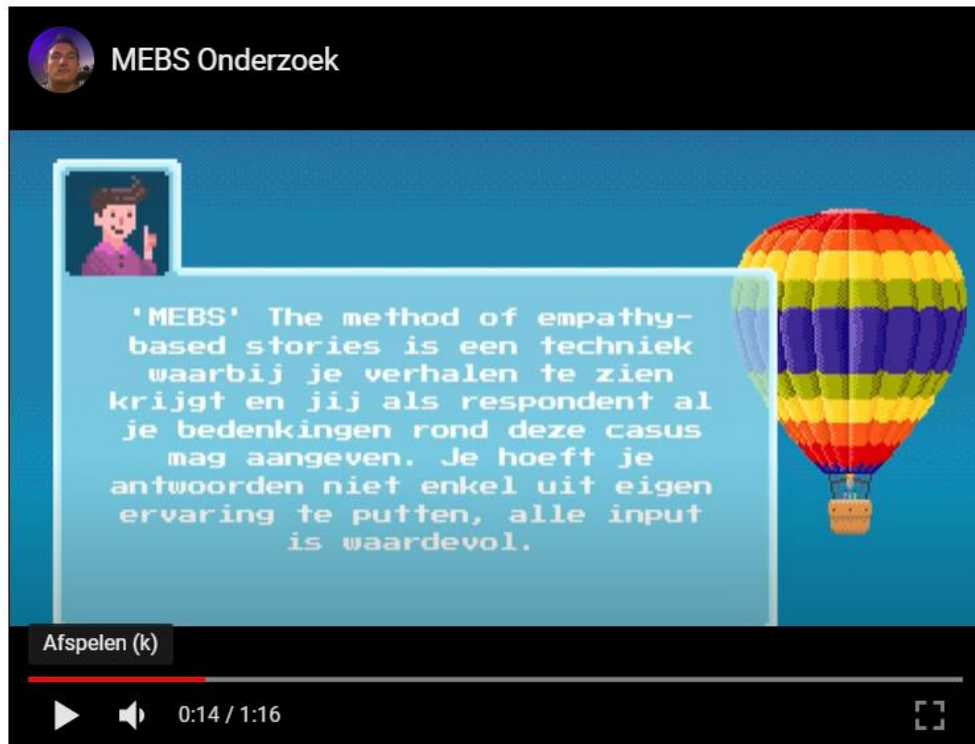 MEBS Onderzoek
'MEBS' The method of empathy-
based stories is een techniek
waarbij je verhalen te zien
krijgt en jij als respondent al
je bedenkingen rond deze casus
mag aangeven. Je hoeft je
antwoorden niet enkel uit eigen
ervaring te putten, alle input
is waardevol.
Afspelen (k)
0:14 / 1:16